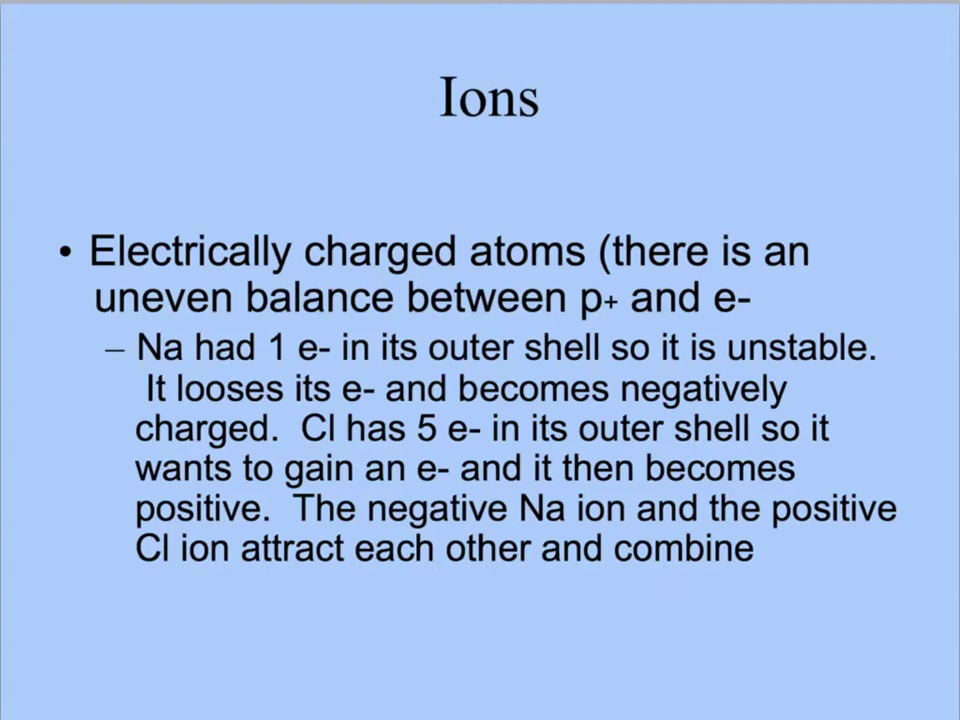 Ions
• Electrically charged atoms (there is an
uneven balance between p+ and e-
– Na had 1 e- in its outer shell so it is unstable.
It looses its e- and becomes negatively
charged. Cl has 5 e- in its outer shell so it
wants to gain an e- and it then becomes
positive. The negative Na ion and the positive
Cl ion attract each other and combine